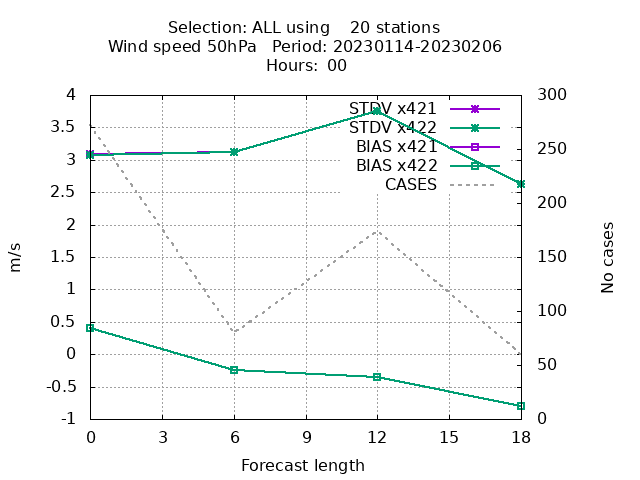 Selection: ALL using    20 stations
Wind speed 50hPa   Period: 20230114-20230206
Hours: 00
STDV x421
STDV x422
BIAS x421
BIAS x422
CASES
4
3.5
3
2.5
2
1.5
1
0.5
0
-0.5
-1
m/s
300
250
200
150
100
50
0
No cases
0 3 6 9 12 15 18
Forecast length